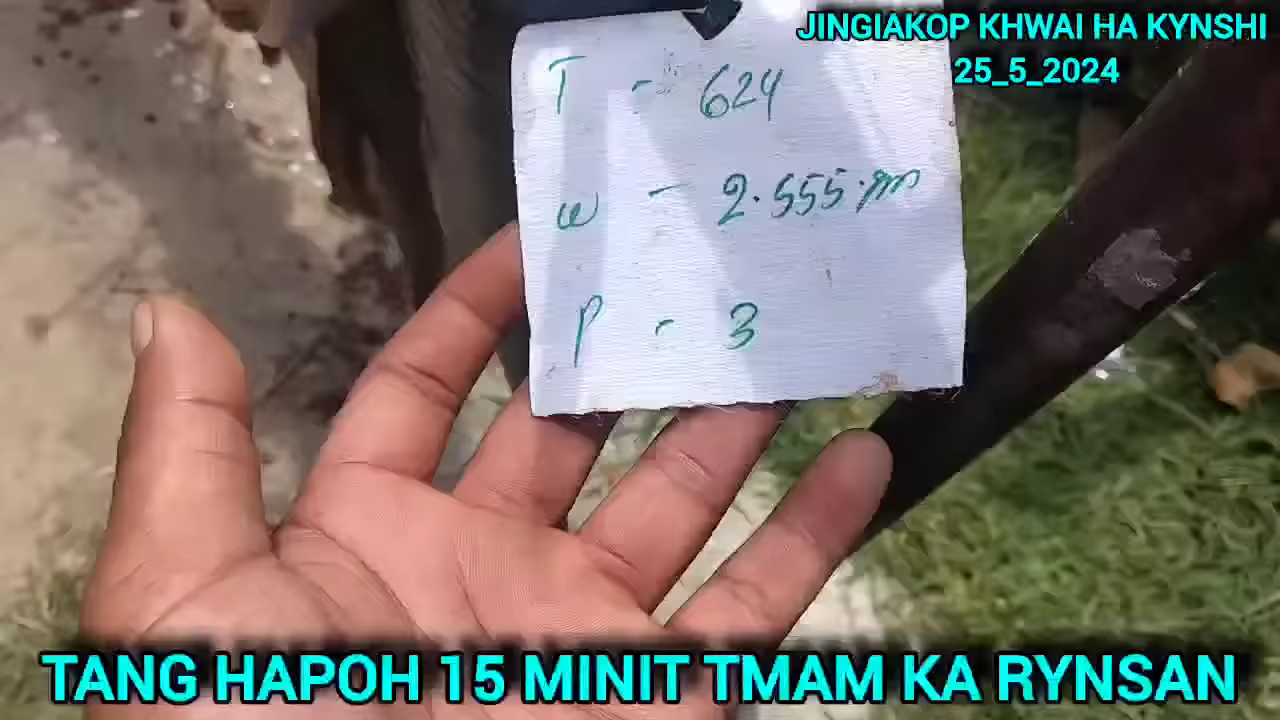 JINGIAKOP KHWAI HA KYNSHI
25_5_2024
T - 624
w - 2.555.m
P - 3
TANG HAPOH 15 MINIT TMAM KA RYNSAN